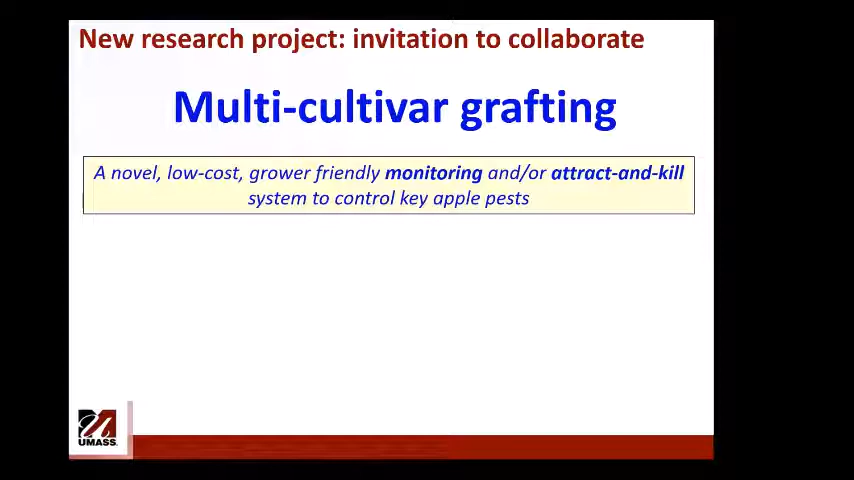 New research project: invitation to collaborate
Multi-cultivar grafting
A novel, low-cost, grower friendly monitoring and/or attract-and-kill
system to control key apple pests
UMASS